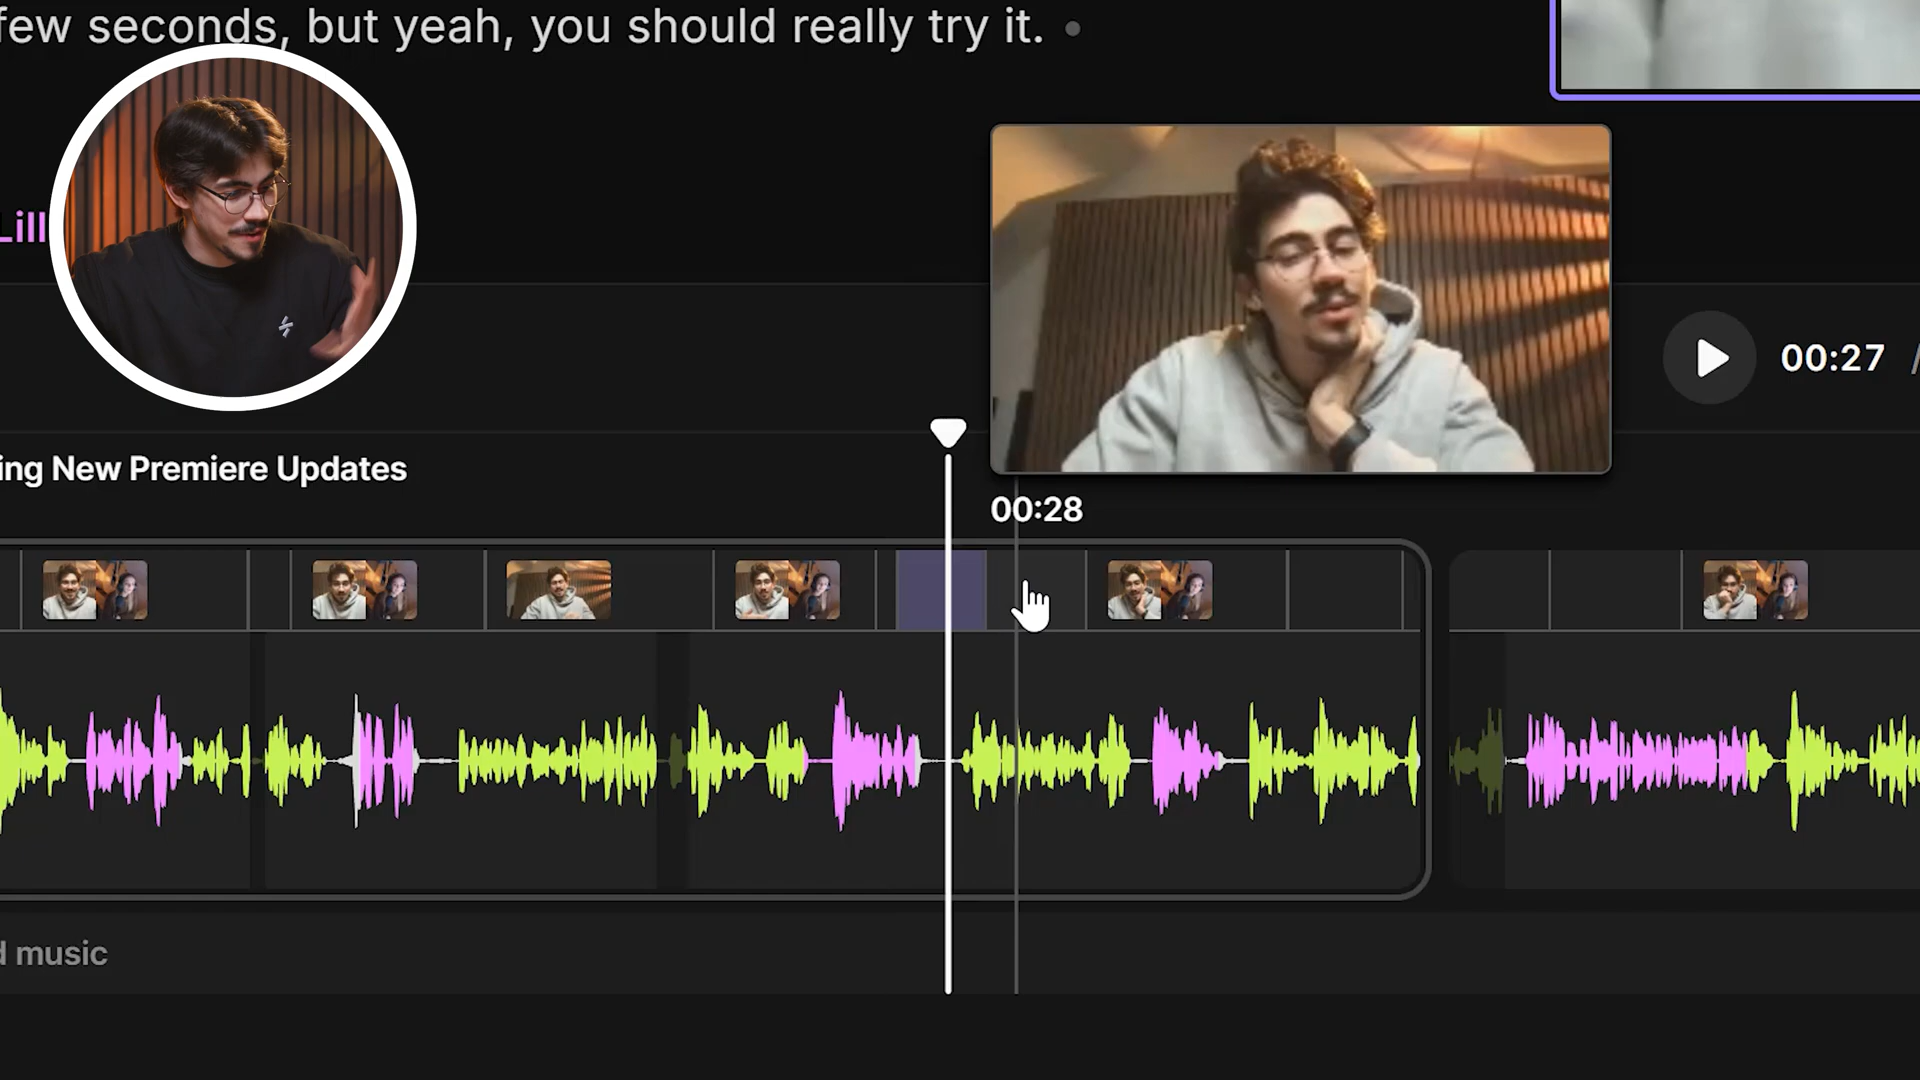 few seconds, but yeah, you should really try it.
Lill
00:27 /
ing New Premiere Updates
00:28
d music